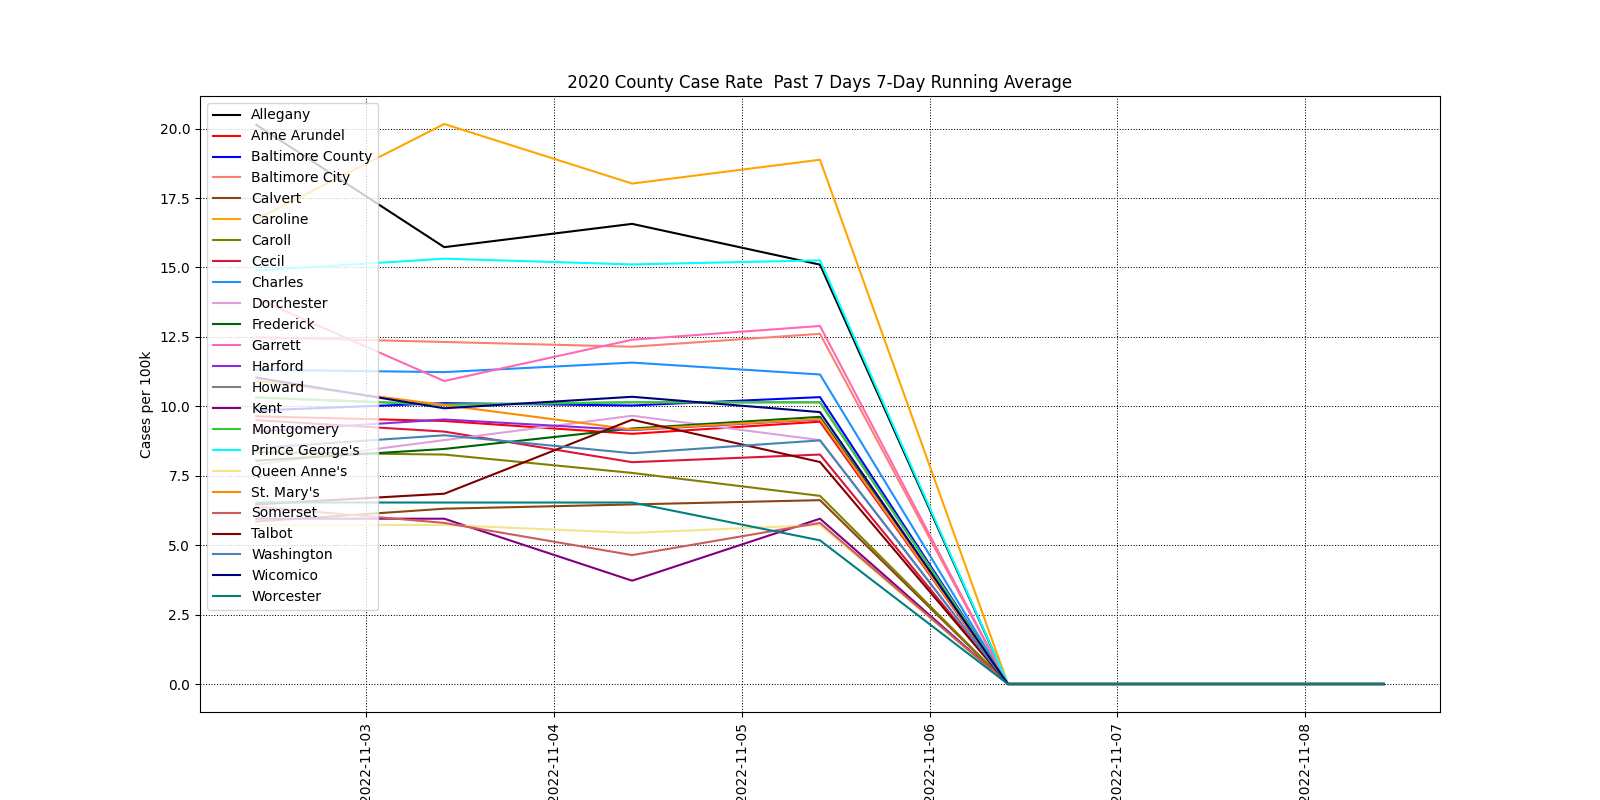 2020 County Case Rate  Past 7 Days 7-Day Running Average
Cases per 100k
20.0
17.5
15.0
12.5
10.0
7.5
5.0
2.5
0.0
Allegany
Anne Arundel
Baltimore County
Baltimore City
Calvert
Caroline
Caroll
Cecil
Charles
Dorchester
Frederick
Garrett
Harford
Howard
Kent
Montgomery
Prince George's
Queen Anne's
St. Mary's
Somerset
Talbot
Washington
Wicomico
Worcester
2022-11-03
2022-11-04
2022-11-05
2022-11-06
2022-11-07
2022-11-08